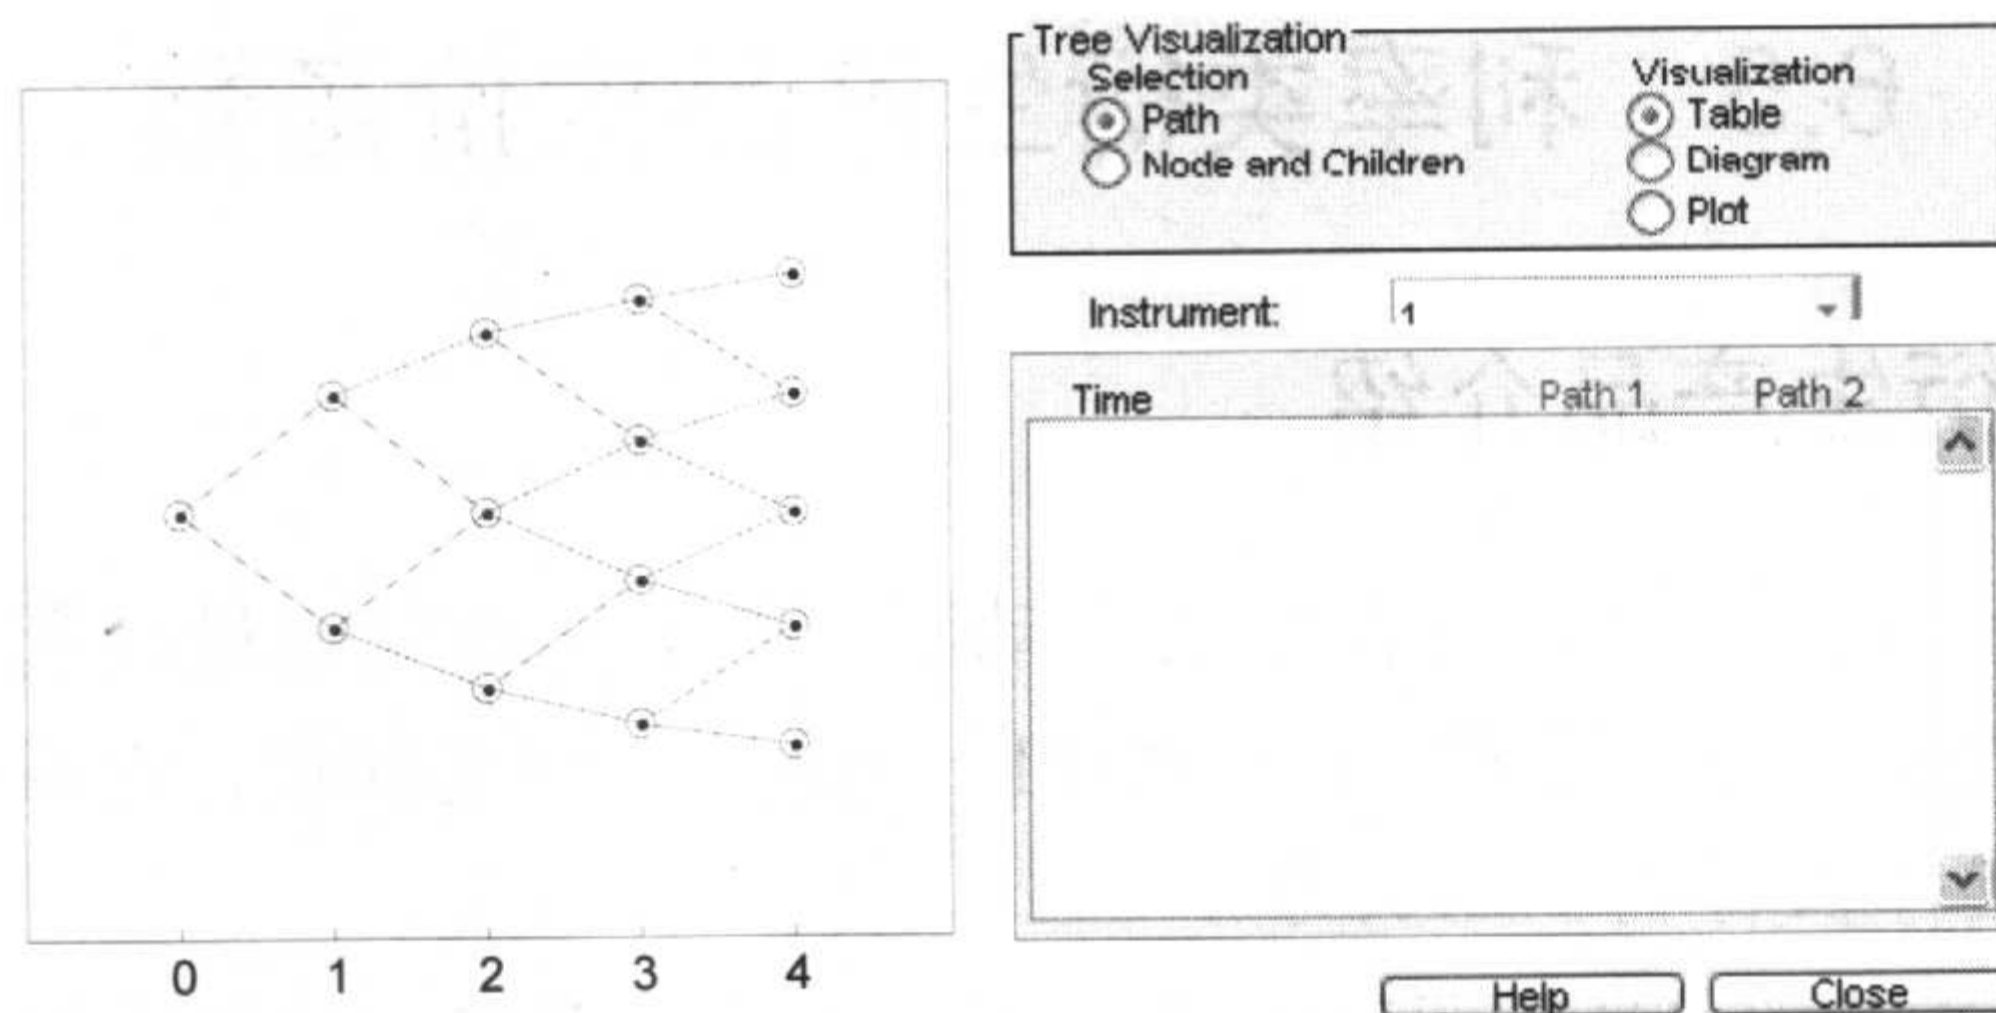 Tree Visualization
Selection
Visualization
Path
Table
Node and Children
Diagram
Plot
Instrument:
1
Time Path 1 Path 2
0 1 2 3 4
Help Close